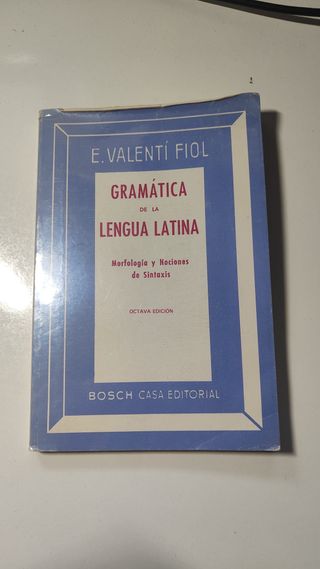 E. VALENTÍ FIOL
GRAMÁTICA
DE LA
LENGUA LATINA
Morfología y Nociones
de Sintaxis
OCTAVA EDICIÓN
BOSCH CASA EDITORIAL